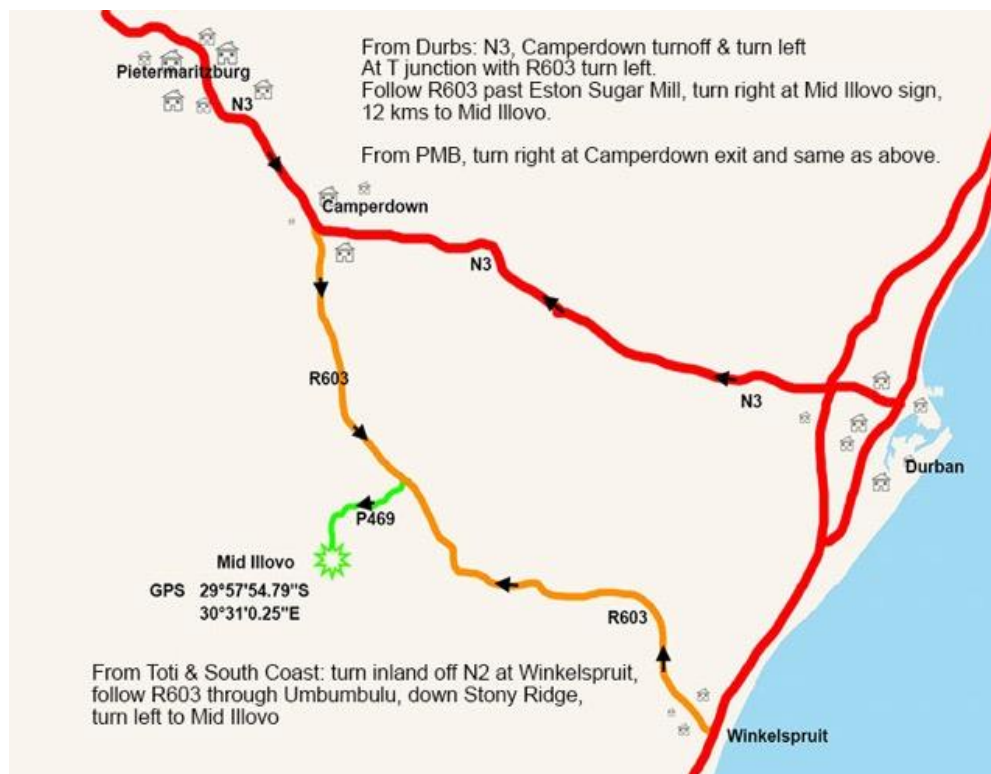 From Durbs: N3, Camperdown turnoff & turn left
At T junction with R603 turn left.
Follow R603 past Eston Sugar Mill, turn right at Mid Illovo sign,
12 kms to Mid Illovo.
From PMB, turn right at Camperdown exit and same as above.
Pietermaritzburg
N3
Camperdown
N3
R603
N3
Durban
P469
Mid Illovo
GPS 29°57'54.79"S
30°31'0.25"E
R603
From Toti & South Coast: turn inland off N2 at Winkelspruit,
follow R603 through Umbumbulu, down Stony Ridge,
turn left to Mid Illovo
Winkelspruit